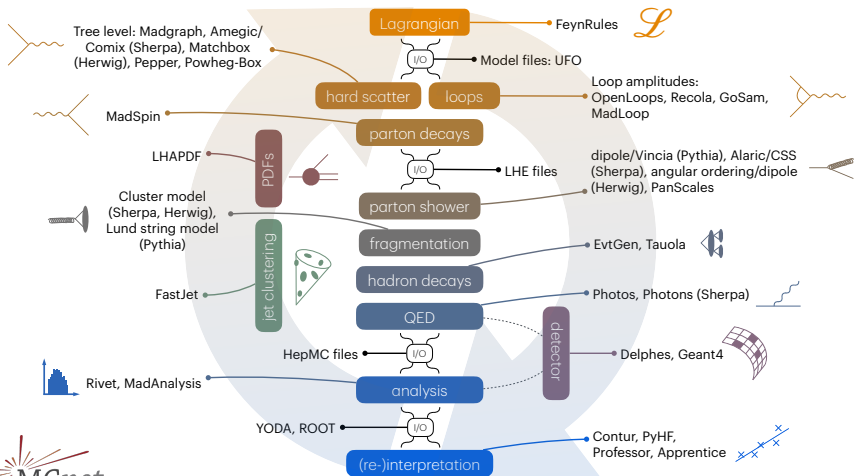 Lagrangian
FeynRules
ℒ
Tree level: Madgraph, Amegic/
Comix (Sherpa), Matchbox
(Herwig), Pepper, Powheg-Box
I/O
Model files: UFO
hard scatter
loops
Loop amplitudes:
OpenLoops, Recola, GoSam,
MadLoop
MadSpin
parton decays
LHAPDF
PDFs
I/O
LHE files
dipole/Vincia (Pythia), Alaric/CSS
(Sherpa), angular ordering/dipole
(Herwig), PanScales
parton shower
Cluster model
(Sherpa, Herwig),
Lund string model
(Pythia)
fragmentation
jet clustering
EvtGen, Tauola
hadron decays
FastJet
Photos, Photons (Sherpa)
QED
detector
HepMC files
I/O
Delphes, Geant4
Rivet, MadAnalysis
analysis
YODA, ROOT
I/O
Contur, PyHF,
Professor, Apprentice
(re-)interpretation
MCnet